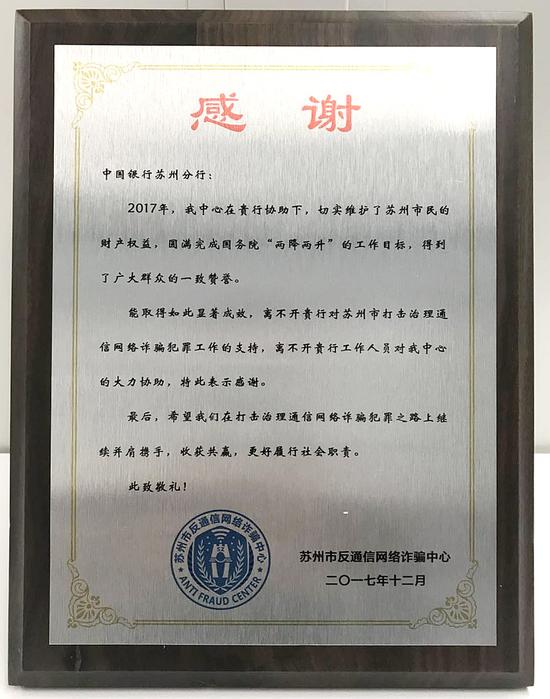 感 谢
中国银行苏州分行：
2017年，我中心在贵行协助下，切实维护了苏州市民的
财产权益，圆满完成国务院“两降两升”的工作目标，得到
了广大群众的一致赞誉。
能取得如此显著成效，离不开贵行对苏州市打击治理通
信网络诈骗犯罪工作的支持，离不开贵行工作人员对我中心
的大力协助，特此表示感谢。
最后，希望我们在打击治理通信网络诈骗犯罪之路上继
续并肩携手，收获共赢，更好履行社会职责。
此致敬礼！
苏州市反通信网络诈骗中心
ANTI FRAUD CENTER
苏州市反通信网络诈骗中心
二〇一七年十二月